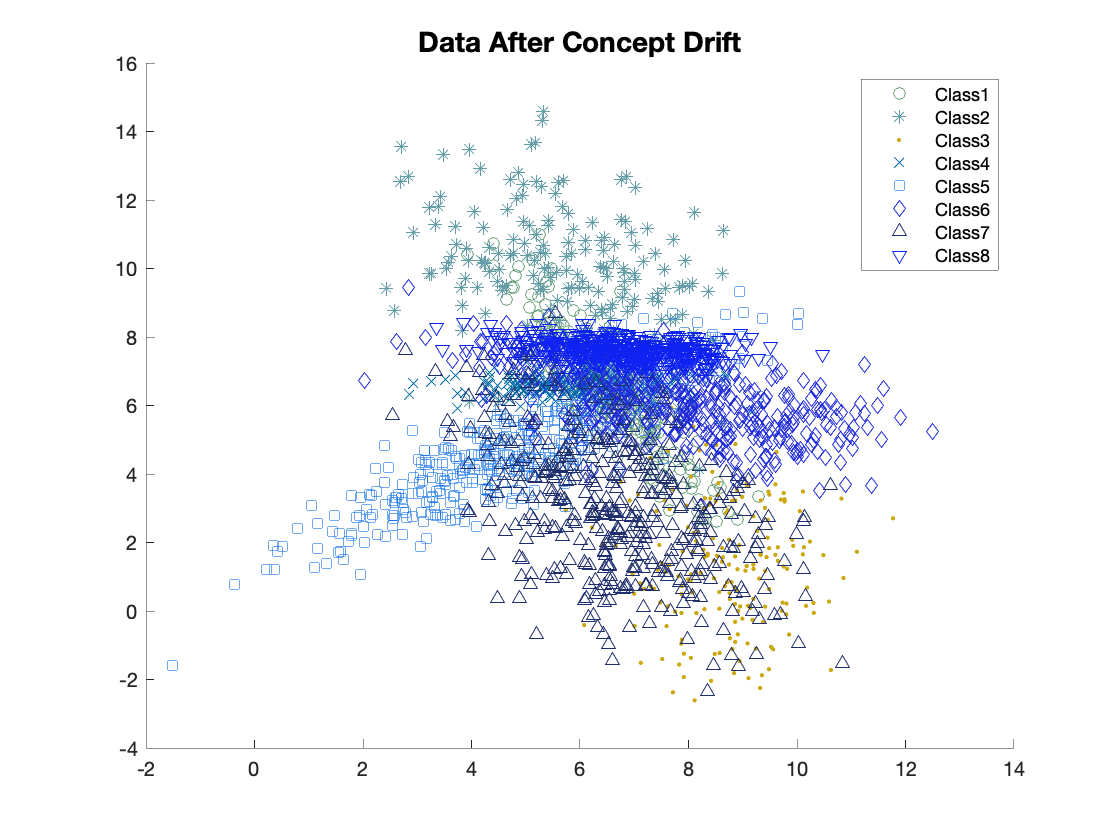 Data After Concept Drift
16
14
12
10
8
6
4
2
0
-2
-4
-2 0 2 4 6 8 10 12 14
Class1
Class2
Class3
Class4
Class5
Class6
Class7
Class8